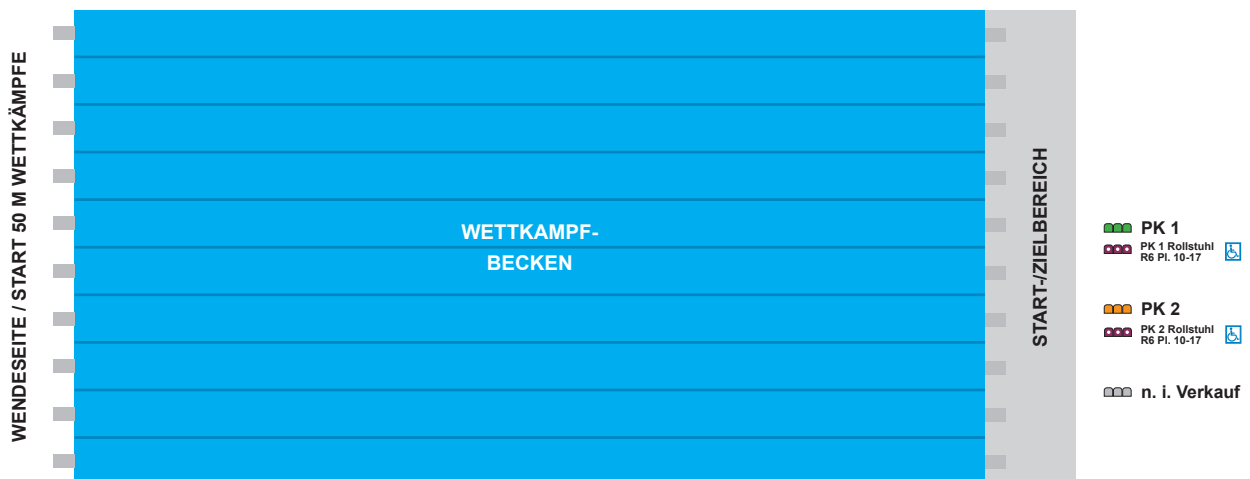 WENDESEITE / START 50 M WETTKÄMPFE
WETTKAMPF-
BECKEN
START-/ZIELBEREICH
PK 1
PK 1 Rollstuhl
R6 Pl. 10-17
PK 2
PK 2 Rollstuhl
R6 Pl. 10-17
n. i. Verkauf